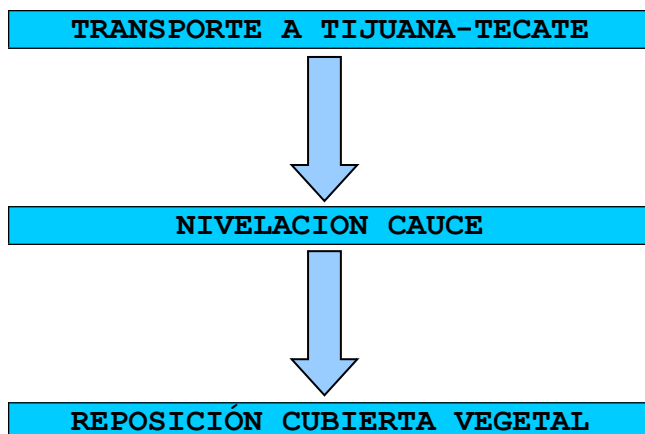 TRANSPORTE A TIJUANA-TECATE
NIVELACION CAUCE
REPOSICIÓN CUBIERTA VEGETAL